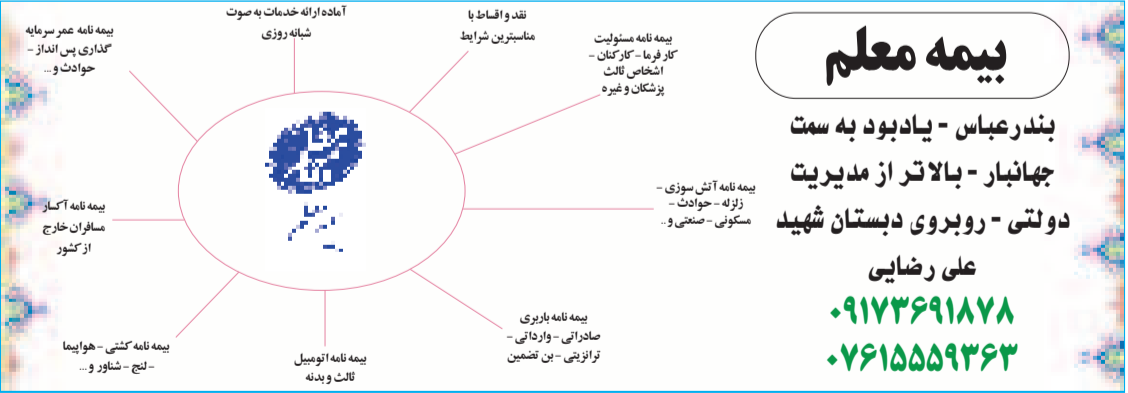 بیمه معلم
بندرعباس - یادبود به سمت
جهانبار - بالاتر از مدیریت
دولتی - روبروی دبستان شهید
علی رضایی
۰۹۱۷۳۶۹۱۸۷۸
۰۷۶۱۵۵۵۹۳۶۳
بیمه نامه مسئولیت
کارفرما - کارکنان -
اشخاص ثالث
پزشکان و غیره
نقد و اقساط با
مناسبترین شرایط
آماده ارائه خدمات به صوت
شبانه روزی
بیمه نامه عمر سرمایه
گذاری پس انداز -
حوادث و...
بیمه نامه آتش سوزی -
زلزله - حوادث -
مسکونی - صنعتی و..
بیمه نامه آکسار
مسافران خارج
از کشور
بیمه نامه باربری
صادراتی - وارداتی -
ترانزیتی - بن تضمین
بیمه نامه اتومبیل
ثالث و بدنه
بیمه نامه کشتی - هواپیما
- لنج - شناور و...